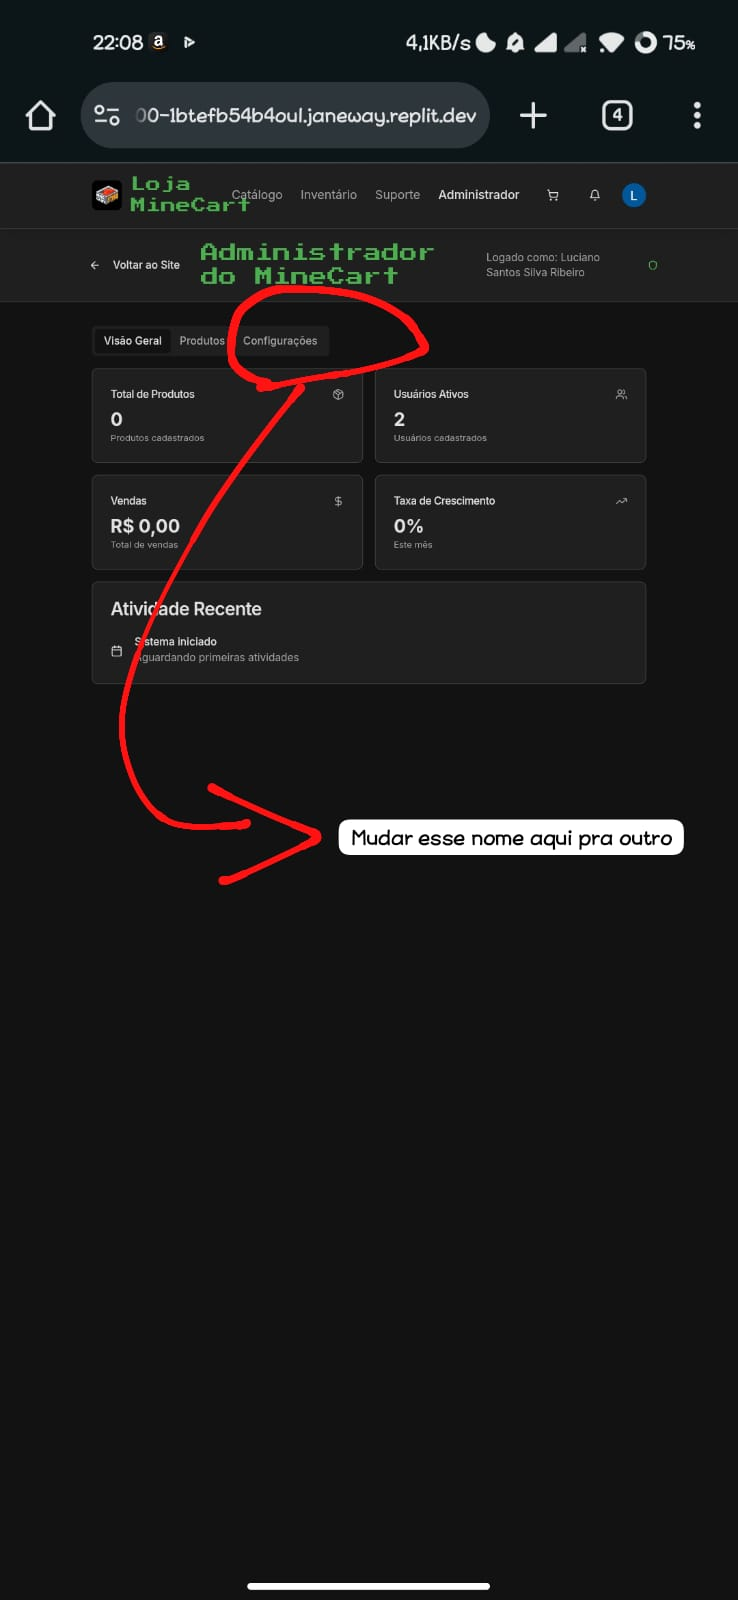 22:08
4,1KB/s
75%
00-1btefb54b4oul.janeway.replit.dev
4
Loja
MineCart
Catálogo Inventário Suporte Administrador
L
Voltar ao Site
Administrador
do MineCart
Logado como: Luciano
Santos Silva Ribeiro
Visão Geral Produtos Configurações
Total de Produtos
0
Produtos cadastrados
Usuários Ativos
2
Usuários cadastrados
Vendas
$
R$ 0,00
Total de vendas
Taxa de Crescimento
0%
Este mês
Atividade Recente
Sistema iniciado
Aguardando primeiras atividades
Mudar esse nome aqui pra outro